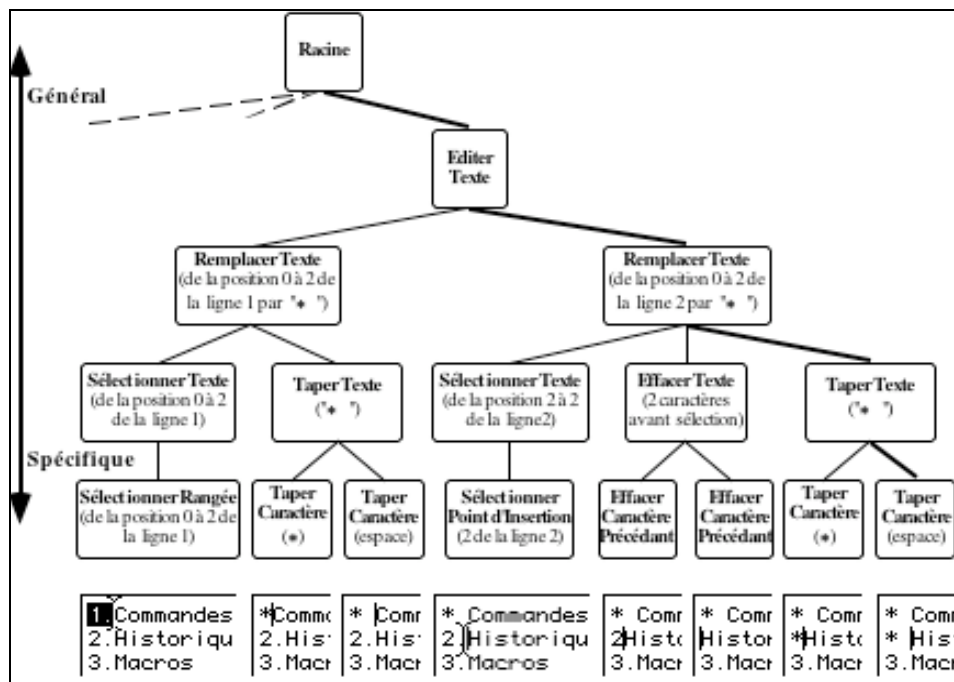 Racine
Général
Editer
Texte
Remplacer Texte
(de la position 0 à 2 de
la ligne 1 par "* ")
Remplacer Texte
(de la position 0 à 2 de
la ligne 2 par "* ")
Sélectionner Texte
(de la position 0 à 2
de la ligne 1)
Taper Texte
("* ")
Sélectionner Texte
(de la position 2 à 2
de la ligne2)
Effacer Texte
(2 caractères
avant sélection)
Taper Texte
("* ")
Spécifique
Sélectionner Rangée
(de la position 0 à 2 de
la ligne 1)
Taper
Caractère
(*)
Taper
Caractère
(espace)
Sélectionner
Point d'Insertion
(2 de la ligne 2)
Effacer
Caractère
Précédant
Effacer
Caractère
Précédant
Taper
Caractère
(*)
Taper
Caractère
(espace)
1.Commandes
2.Historiqu
3.Macros
*Comm
2.His
3.Macr
* Comr
2.His
3.Macr
* Commandes
2.Historiqu
3.Macros
* Comr
2Histo
3.Macr
* Comr
Histor
3.Macr
* Comr
*Histo
3.Macr
* Comr
* His
3.Macr